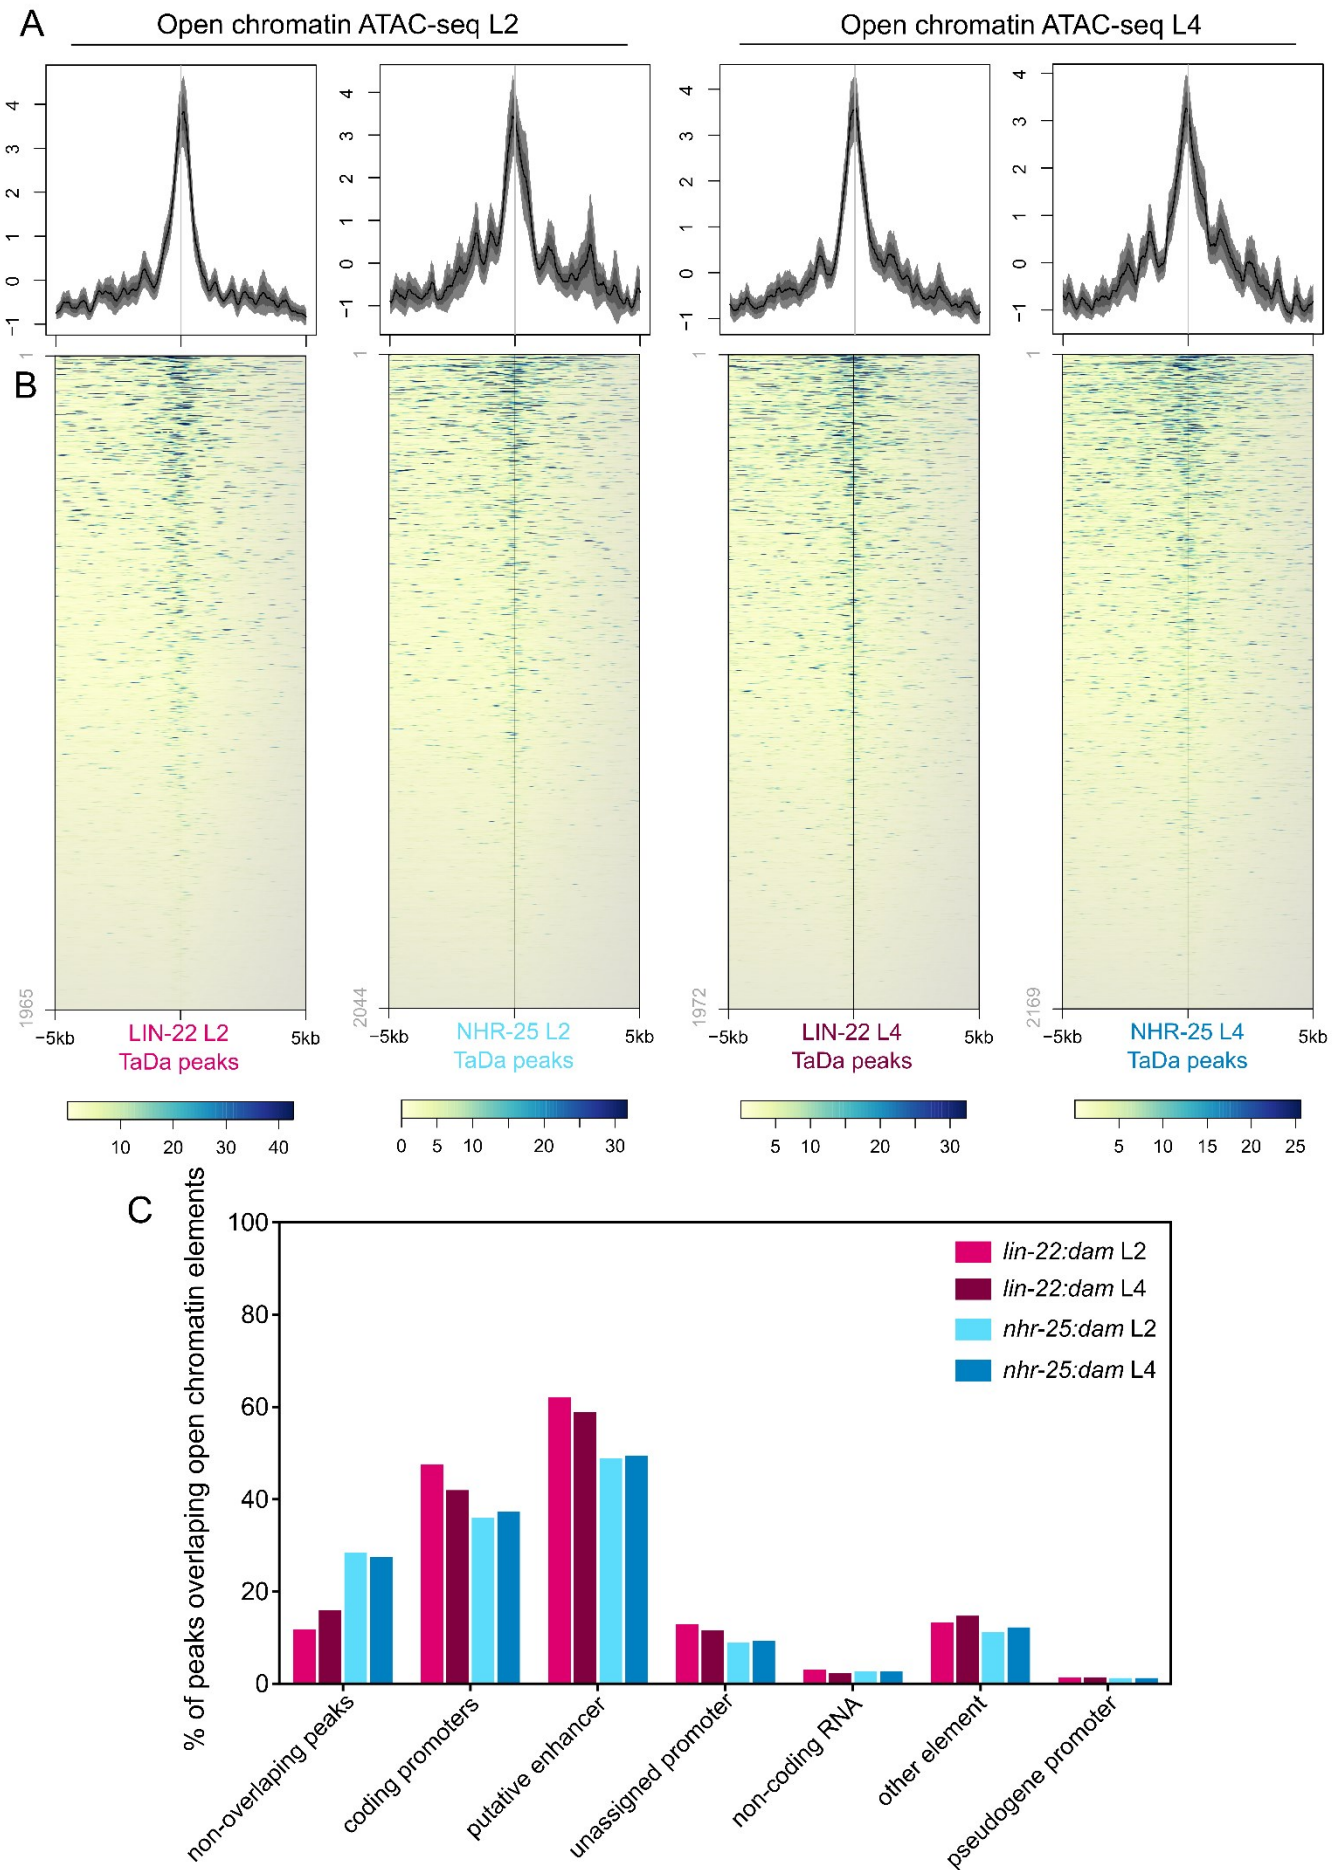 A
Open chromatin ATAC-seq L2
Open chromatin ATAC-seq L4
4
3
2
1
0
−1
4
3
2
1
0
−1
4
3
2
1
0
−1
4
3
2
1
0
−1
B
1
1965
−5kb
5kb
LIN-22 L2
TaDa peaks
1
2044
−5kb
5kb
NHR-25 L2
TaDa peaks
1
1972
−5kb
5kb
LIN-22 L4
TaDa peaks
1
2169
−5kb
5kb
NHR-25 L4
TaDa peaks
10 20 30 40
0 5 10 20 30
5 10 20 30
5 10 15 20 25
C
% of peaks overlaping open chromatin elements
100
80
60
40
20
0
lin-22:dam L2
lin-22:dam L4
nhr-25:dam L2
nhr-25:dam L4
non-overlaping peaks
coding promoters
putative enhancer
unassigned promoter
non-coding RNA
other element
pseudogene promoter